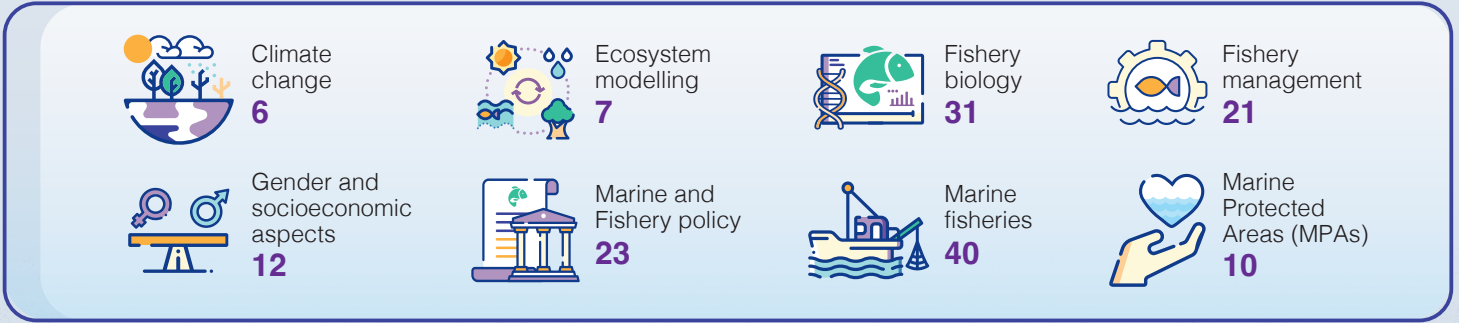 Climate
change
6
Ecosystem
modelling
7
Fishery
biology
31
Fishery
management
21
Gender and
socioeconomic
aspects
12
Marine and
Fishery policy
23
Marine
fisheries
40
Marine
Protected
Areas (MPAs)
10